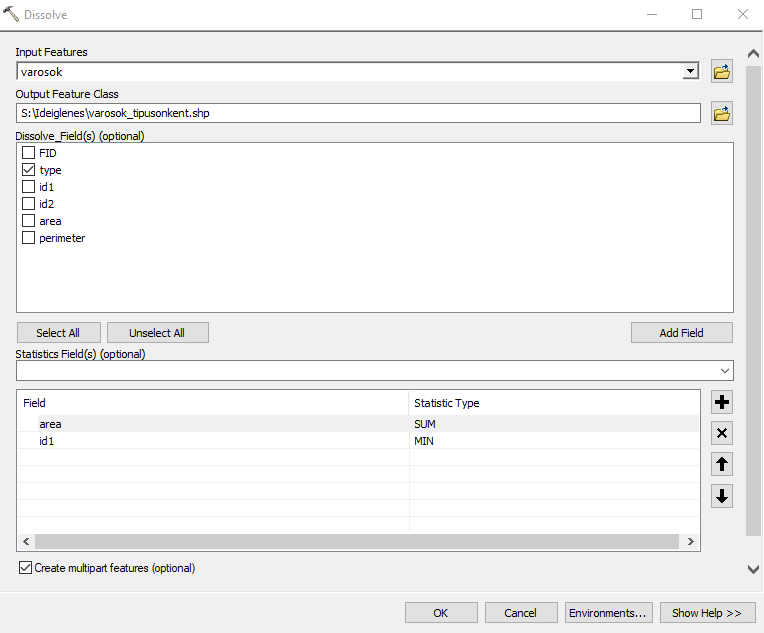 Dissolve
Input Features
varosok
Output Feature Class
S:\Ideiglenes\varosok_tipusonkent.shp
Dissolve_Field(s) (optional)
FID
type
id1
id2
area
perimeter
Select All
Unselect All
Add Field
Statistics Field(s) (optional)
Field Statistic Type
area SUM
id1 MIN
Create multipart features (optional)
OK
Cancel
Environments...
Show Help >>